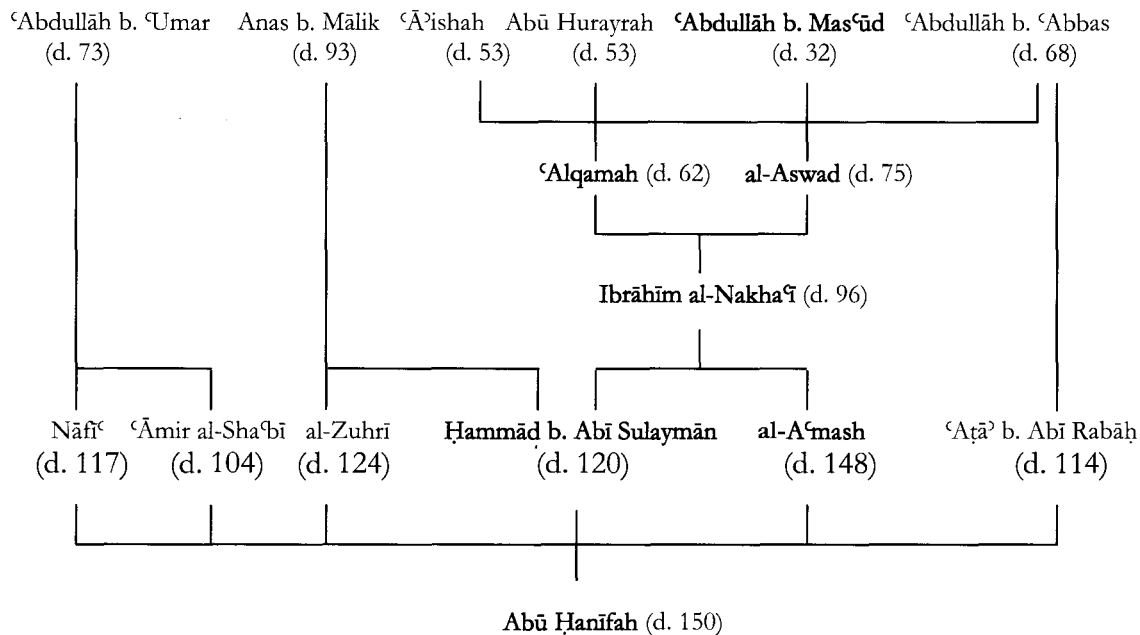 ʿAbdullāh b. ʿUmar Anas b. Mālik ʿĀʾishah Abū Hurayrah ʿAbdullāh b. Masʿūd ʿAbdullāh b. ʿAbbas
(d. 73) (d. 93) (d. 53) (d. 53) (d. 32) (d. 68)
ʿAlqamah (d. 62) al-Aswad (d. 75)
Ibrāhīm al-Nakhaʿī (d. 96)
Nāfiʿ ʿĀmir al-Shaʿbī al-Zuhrī Ḥammād b. Abī Sulaymān al-Aʿmash ʿAṭāʾ b. Abī Rabāḥ
(d. 117) (d. 104) (d. 124) (d. 120) (d. 148) (d. 114)
Abū Ḥanīfah (d. 150)